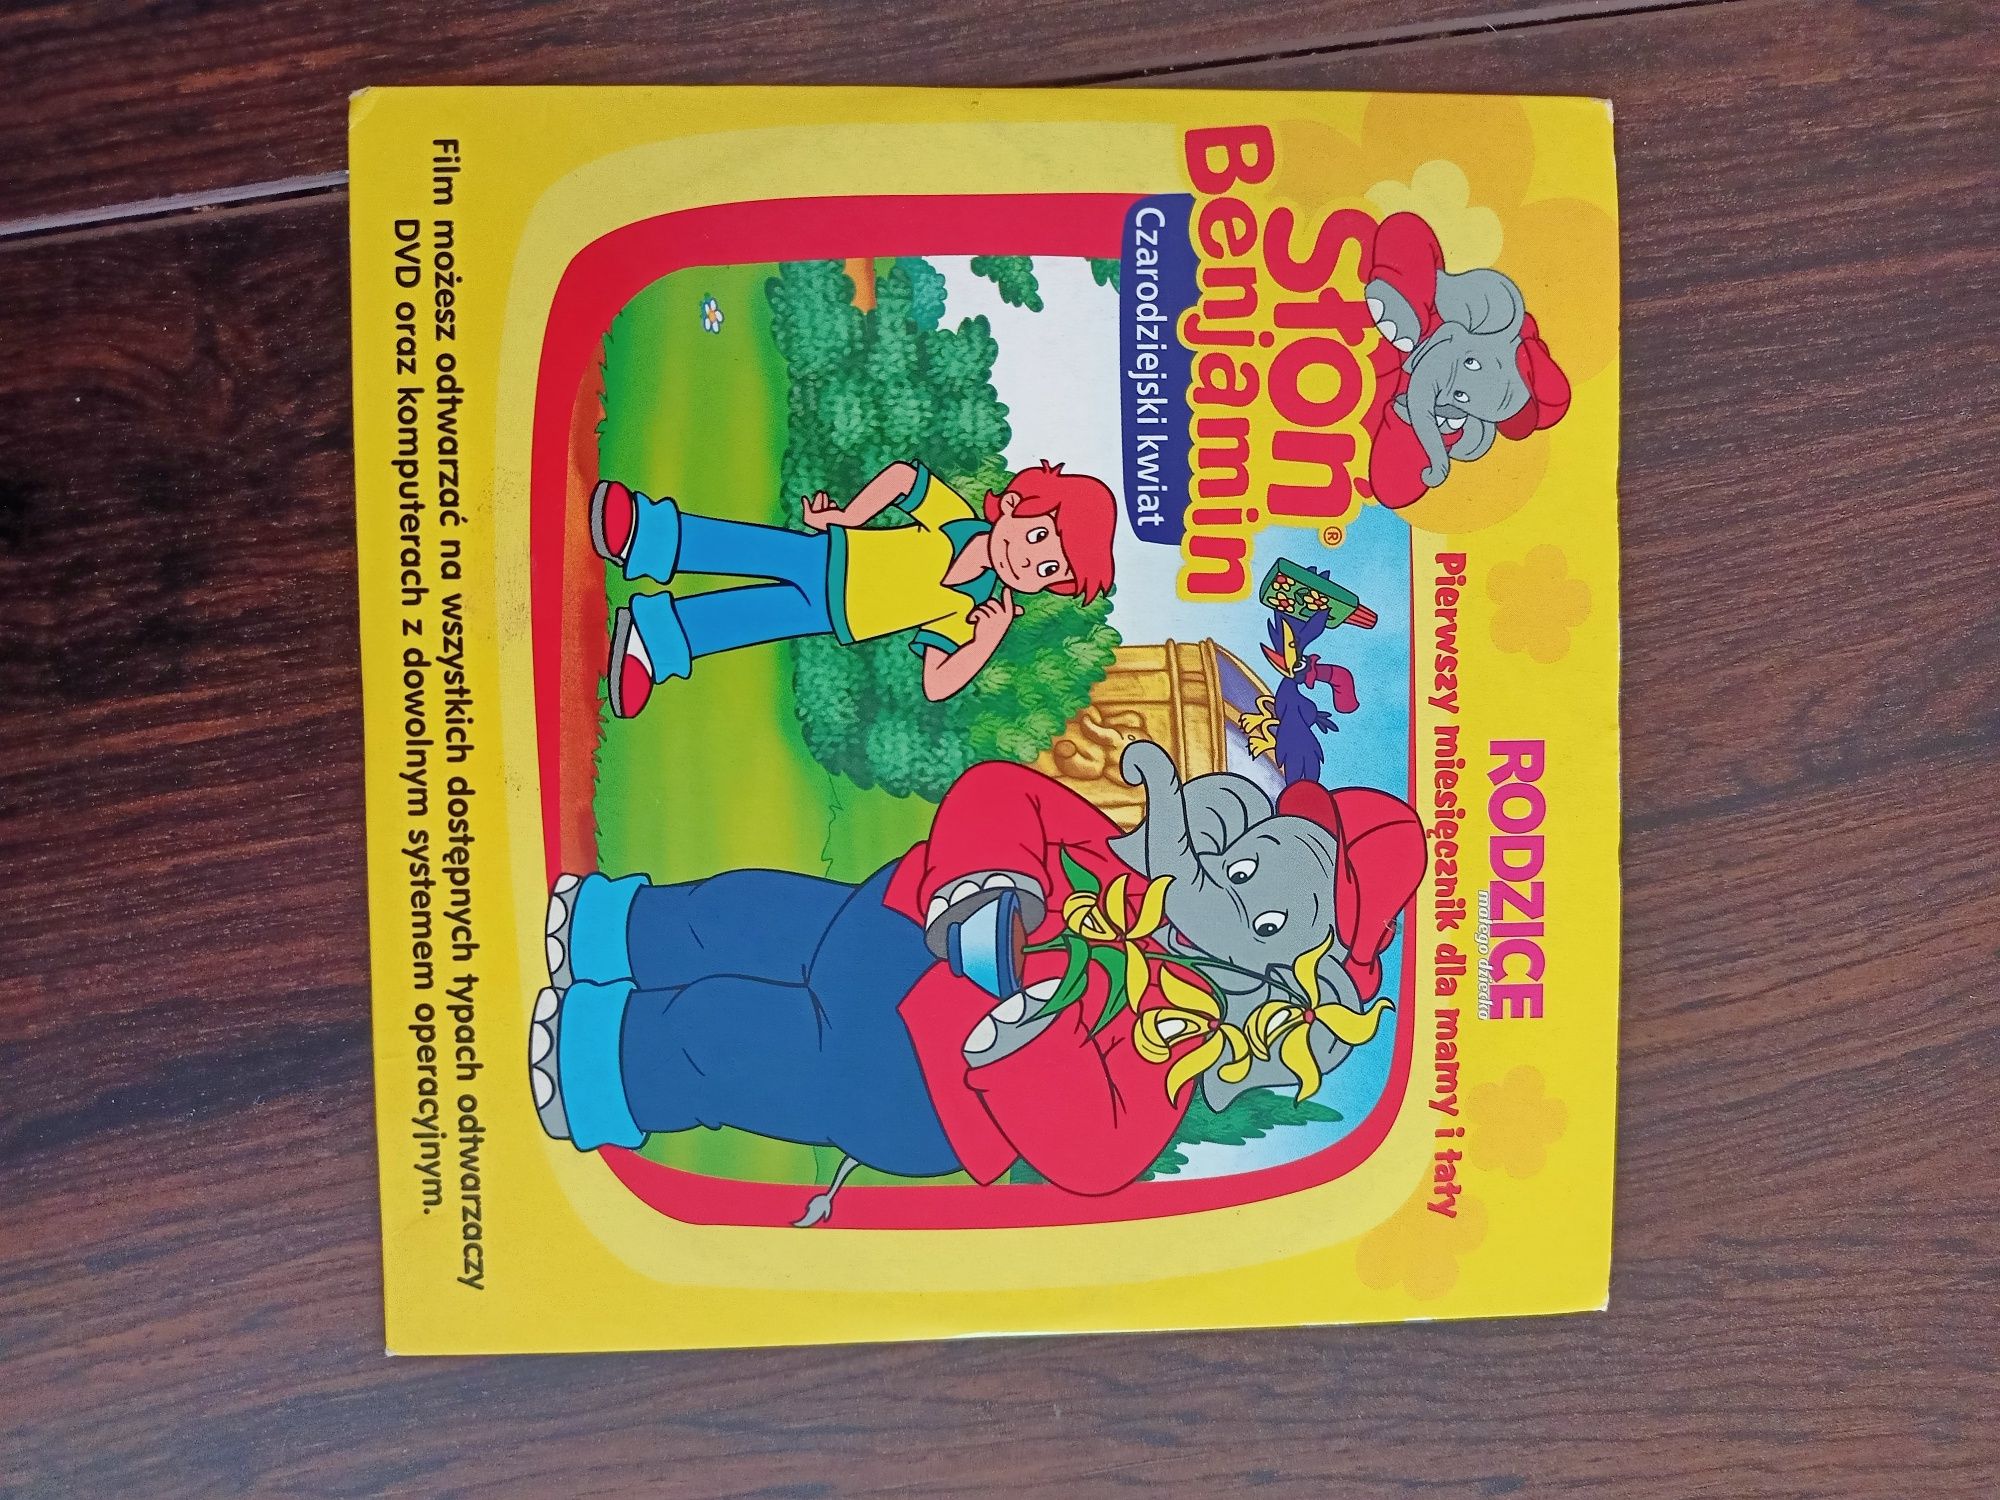 RODZICE
małego dziecka
Pierwszy miesięcznik dla mamy i taty
Słoń®
Benjamin
Czarodziejski kwiat
Film możesz odtwarzać na wszystkich dostępnych typach odtwarzaczy
DVD oraz komputerach z dowolnym systemem operacyjnym.